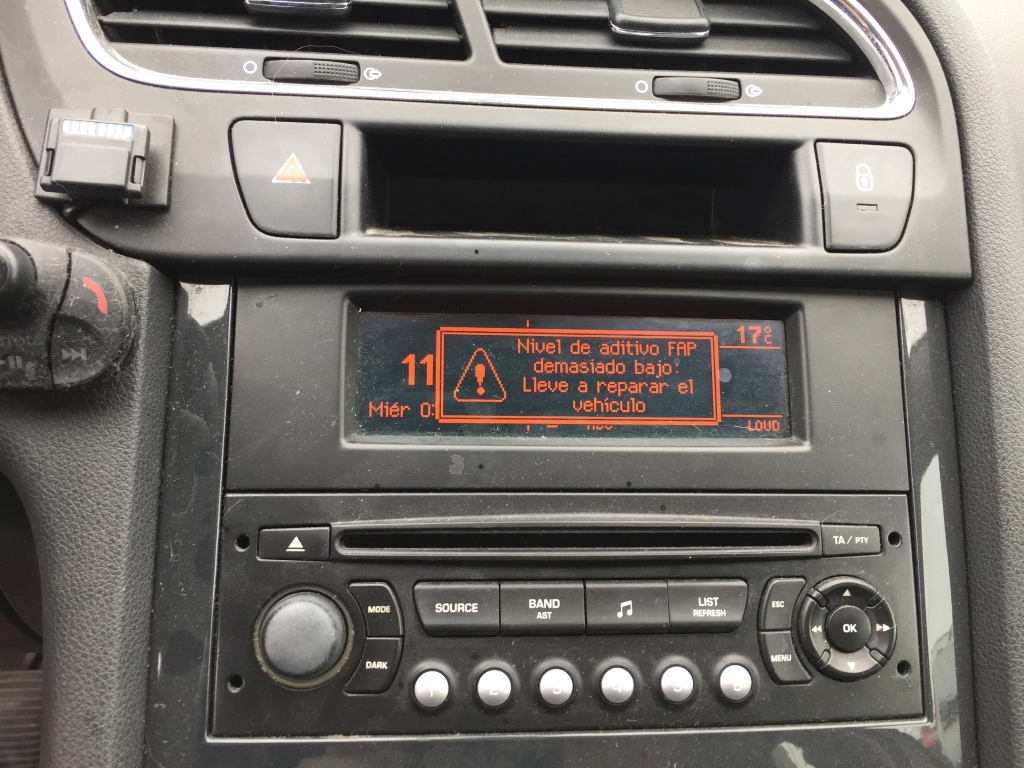 17°C
11
Nivel de aditivo FAP
demasiado bajo:
Lleve a reparar el
vehículo
Miér 0
LOUD
TA / PTY
MODE
SOURCE
BAND
AST
LIST
REFRESH
ESC
OK
DARK
MENU
1 2 3 4 5 6